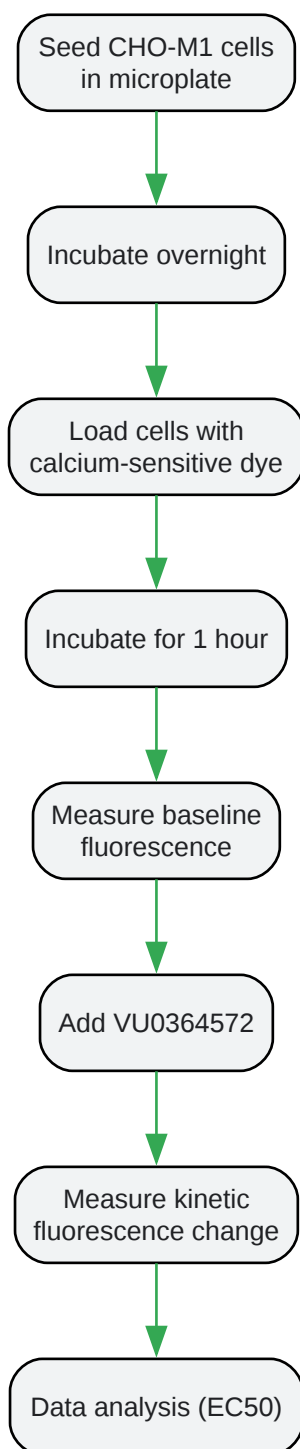 Seed CHO-M1 cells
in microplate
Incubate overnight
Load cells with
calcium-sensitive dye
Incubate for 1 hour
Measure baseline
fluorescence
Add VU0364572
Measure kinetic
fluorescence change
Data analysis (EC50)